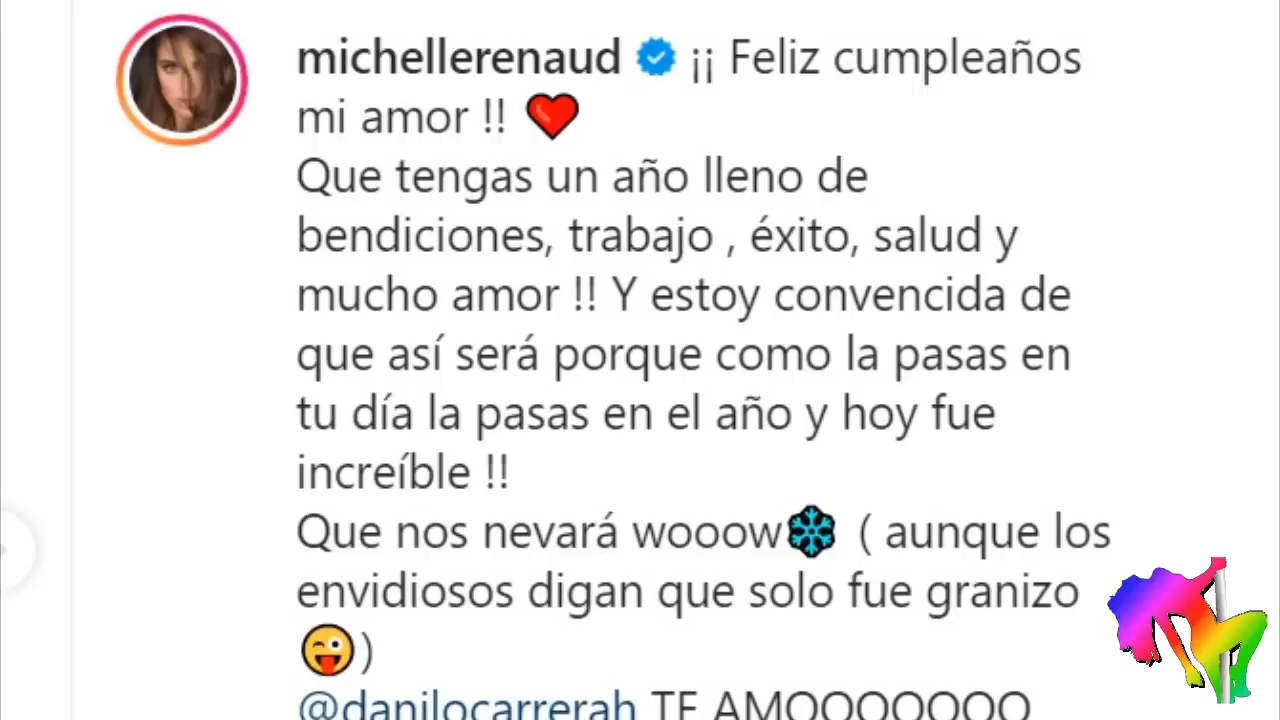 michellerenaud ¡¡ Feliz cumpleaños
mi amor !! ❤️
Que tengas un año lleno de
bendiciones, trabajo , éxito, salud y
mucho amor !! Y estoy convencida de
que así será porque como la pasas en
tu día la pasas en el año y hoy fue
increíble !!
Que nos nevará wooow❄️ ( aunque los
envidiosos digan que solo fue granizo
😜)
@danilocarrerah TE AMOOOOOOO